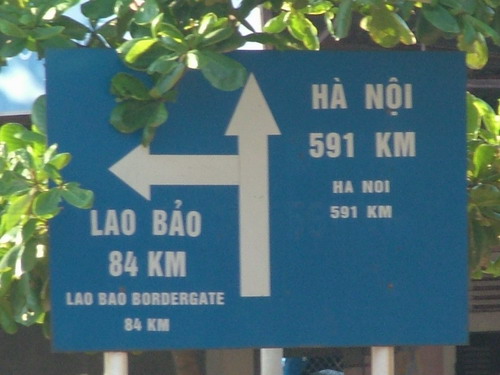 HÀ NỘI
591 KM
HA NOI
591 KM
LAO BẢO
84 KM
LAO BAO BORDERGATE
84 KM